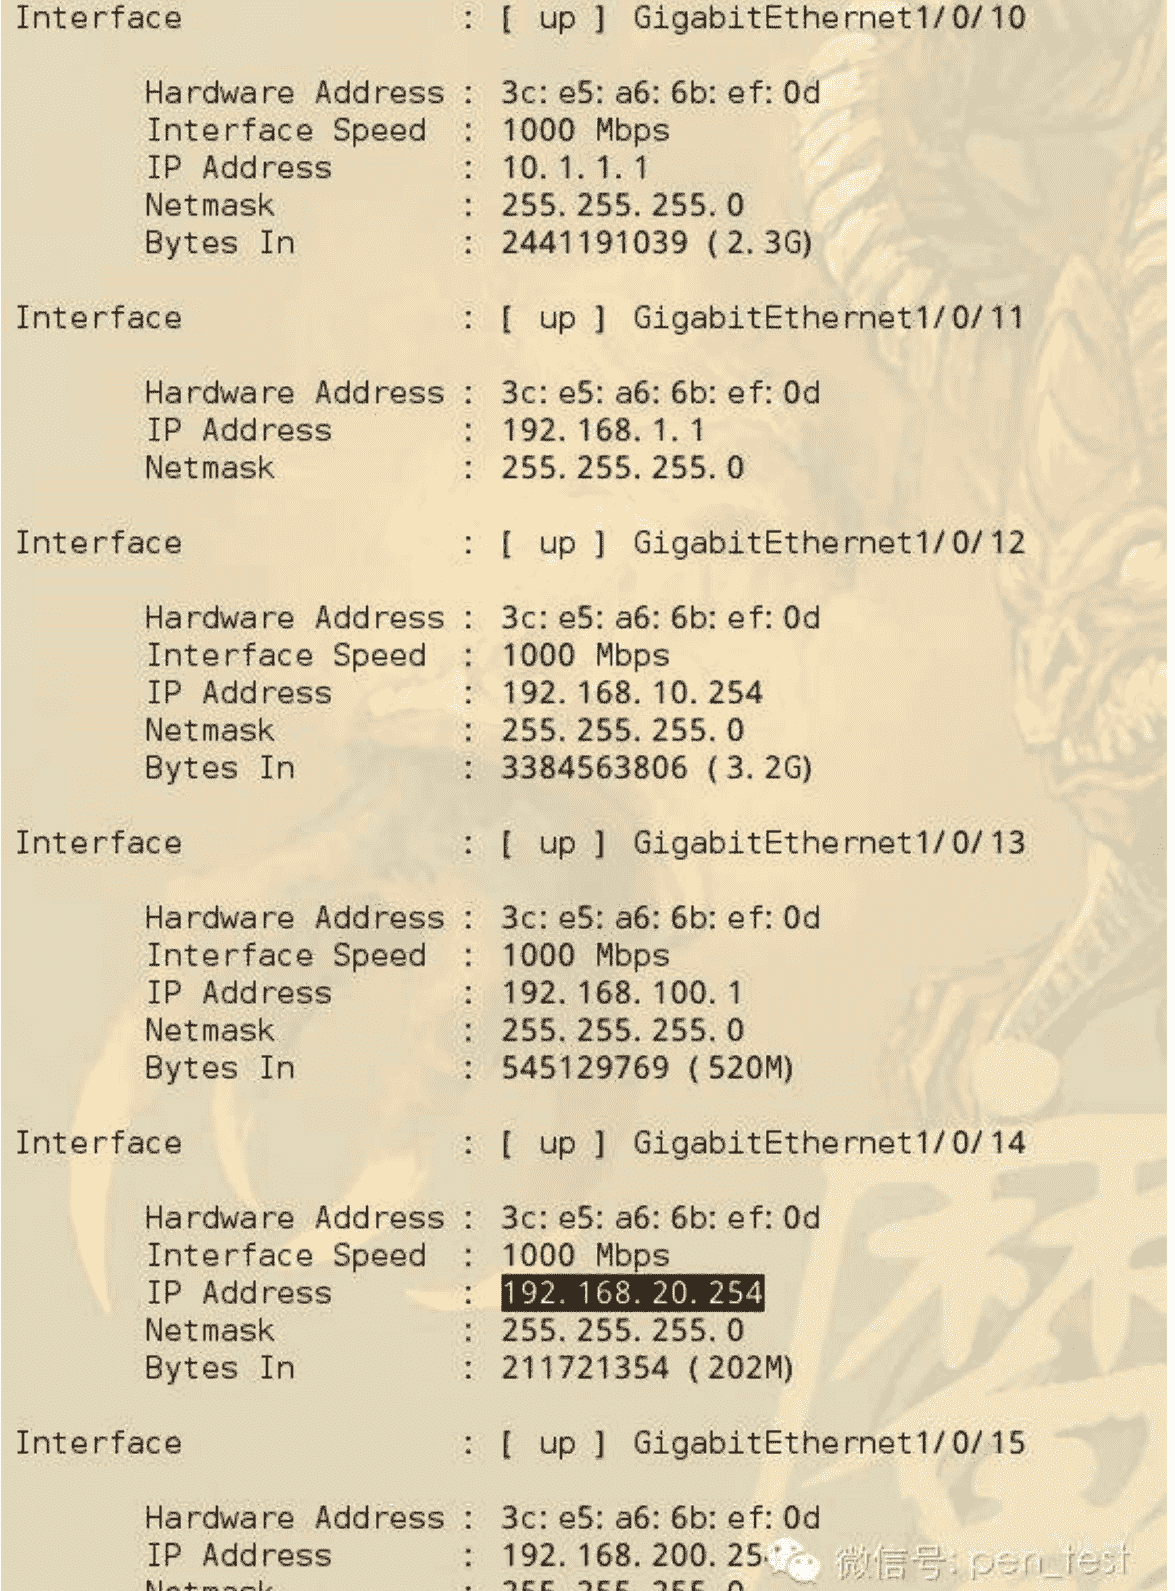 Interface : [ up ] GigabitEthernet1/0/10
Hardware Address : 3c:e5:a6:6b:ef:0d
Interface Speed : 1000 Mbps
IP Address : 10.1.1.1
Netmask : 255.255.255.0
Bytes In : 2441191039 (2.3G)
Interface : [ up ] GigabitEthernet1/0/11
Hardware Address : 3c:e5:a6:6b:ef:0d
IP Address : 192.168.1.1
Netmask : 255.255.255.0
Interface : [ up ] GigabitEthernet1/0/12
Hardware Address : 3c:e5:a6:6b:ef:0d
Interface Speed : 1000 Mbps
IP Address : 192.168.10.254
Netmask : 255.255.255.0
Bytes In : 3384563806 (3.2G)
Interface : [ up ] GigabitEthernet1/0/13
Hardware Address : 3c:e5:a6:6b:ef:0d
Interface Speed : 1000 Mbps
IP Address : 192.168.100.1
Netmask : 255.255.255.0
Bytes In : 545129769 (520M)
Interface : [ up ] GigabitEthernet1/0/14
Hardware Address : 3c:e5:a6:6b:ef:0d
Interface Speed : 1000 Mbps
IP Address : 192.168.20.254
Netmask : 255.255.255.0
Bytes In : 211721354 (202M)
Interface : [ up ] GigabitEthernet1/0/15
Hardware Address : 3c:e5:a6:6b:ef:0d
IP Address :
微信号: pen_test
Netmask : 255.255.255.0